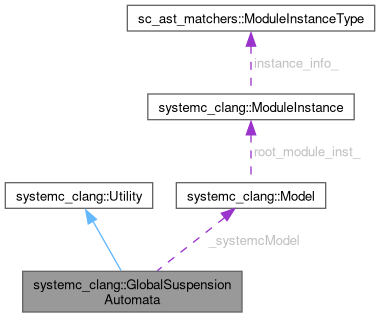 sc_ast_matchers::ModuleInstanceType
instance_info_
systemc_clang::ModuleInstance
root_module_inst_
systemc_clang::Utility
systemc_clang::Model
_systemcModel
systemc_clang::GlobalSuspension
Automata